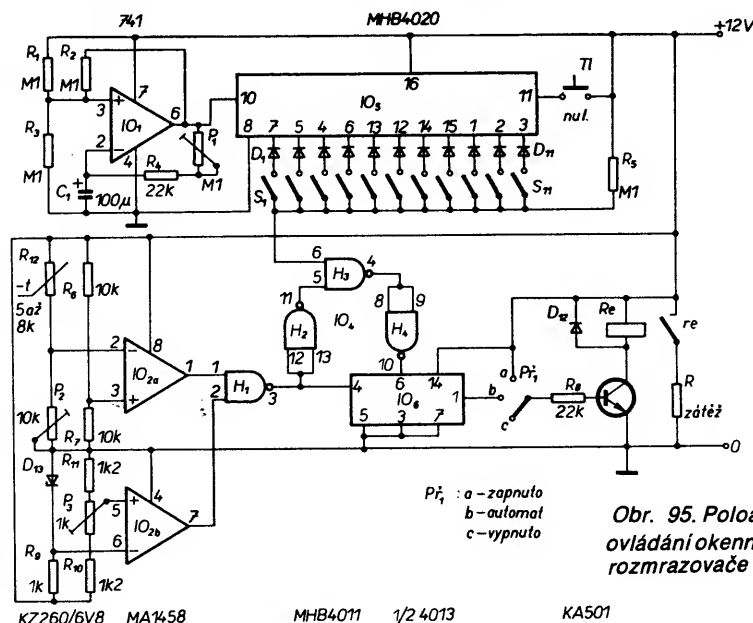 741 MHB4020 +12V
R1 M1 R2 M1 7 16 Tl
3 + 6 10 IO5 11 nul.
IO1
R3 M1 2 - 4 P1 M1 8 7 5 4 6 13 12 14 15 1 2 3
R4 22k D1 D11 R5 M1
C1 + 100μ S1 S11
R12 -t 5až 8k R6 10k 8 6 5 H3 4
11 IO4 8 9 D12 Re re
2 - H2 H4
IO2a 1 1 H1 3 12 13 10 a Př1
P2 10k 3 + 2 4 6 14 1 b R8 22k R zátěž
R7 10k IO6 c
D13 R11 1k2 4 5 3 7 0
P3 1k 5 + 7
IO2b
6 -
R9 1k R10 1k2
Př1 : a - zapnuto
b - automat
c - vypnuto
Obr. 95. Poloa
ovládání okenn
rozmrazovače
KZ260/6V8 MA1458 MHB4011 1/2 4013 KA501